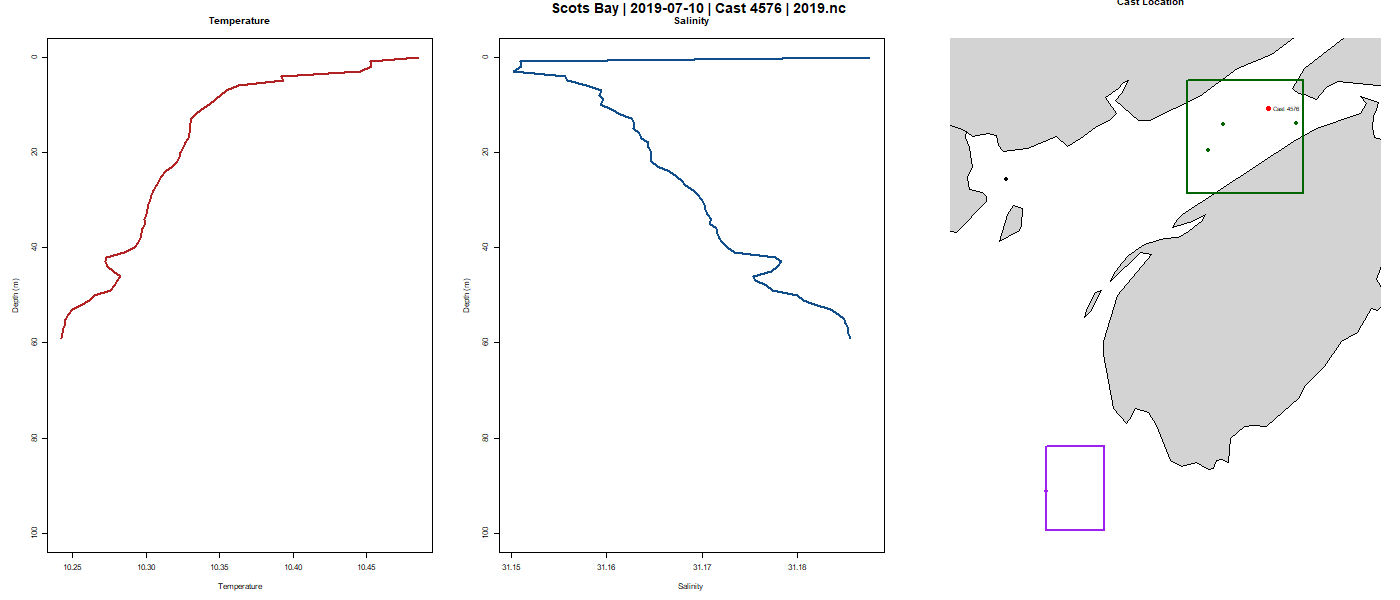 Scots Bay | 2019-07-10 | Cast 4576 | 2019.nc
Temperature
Salinity
Cast Location
Depth (m)
0
20
40
60
80
100
10.25 10.30 10.35 10.40 10.45
Temperature
Depth (m)
0
20
40
60
80
100
31.15 31.16 31.17 31.18
Salinity
Cast 4576